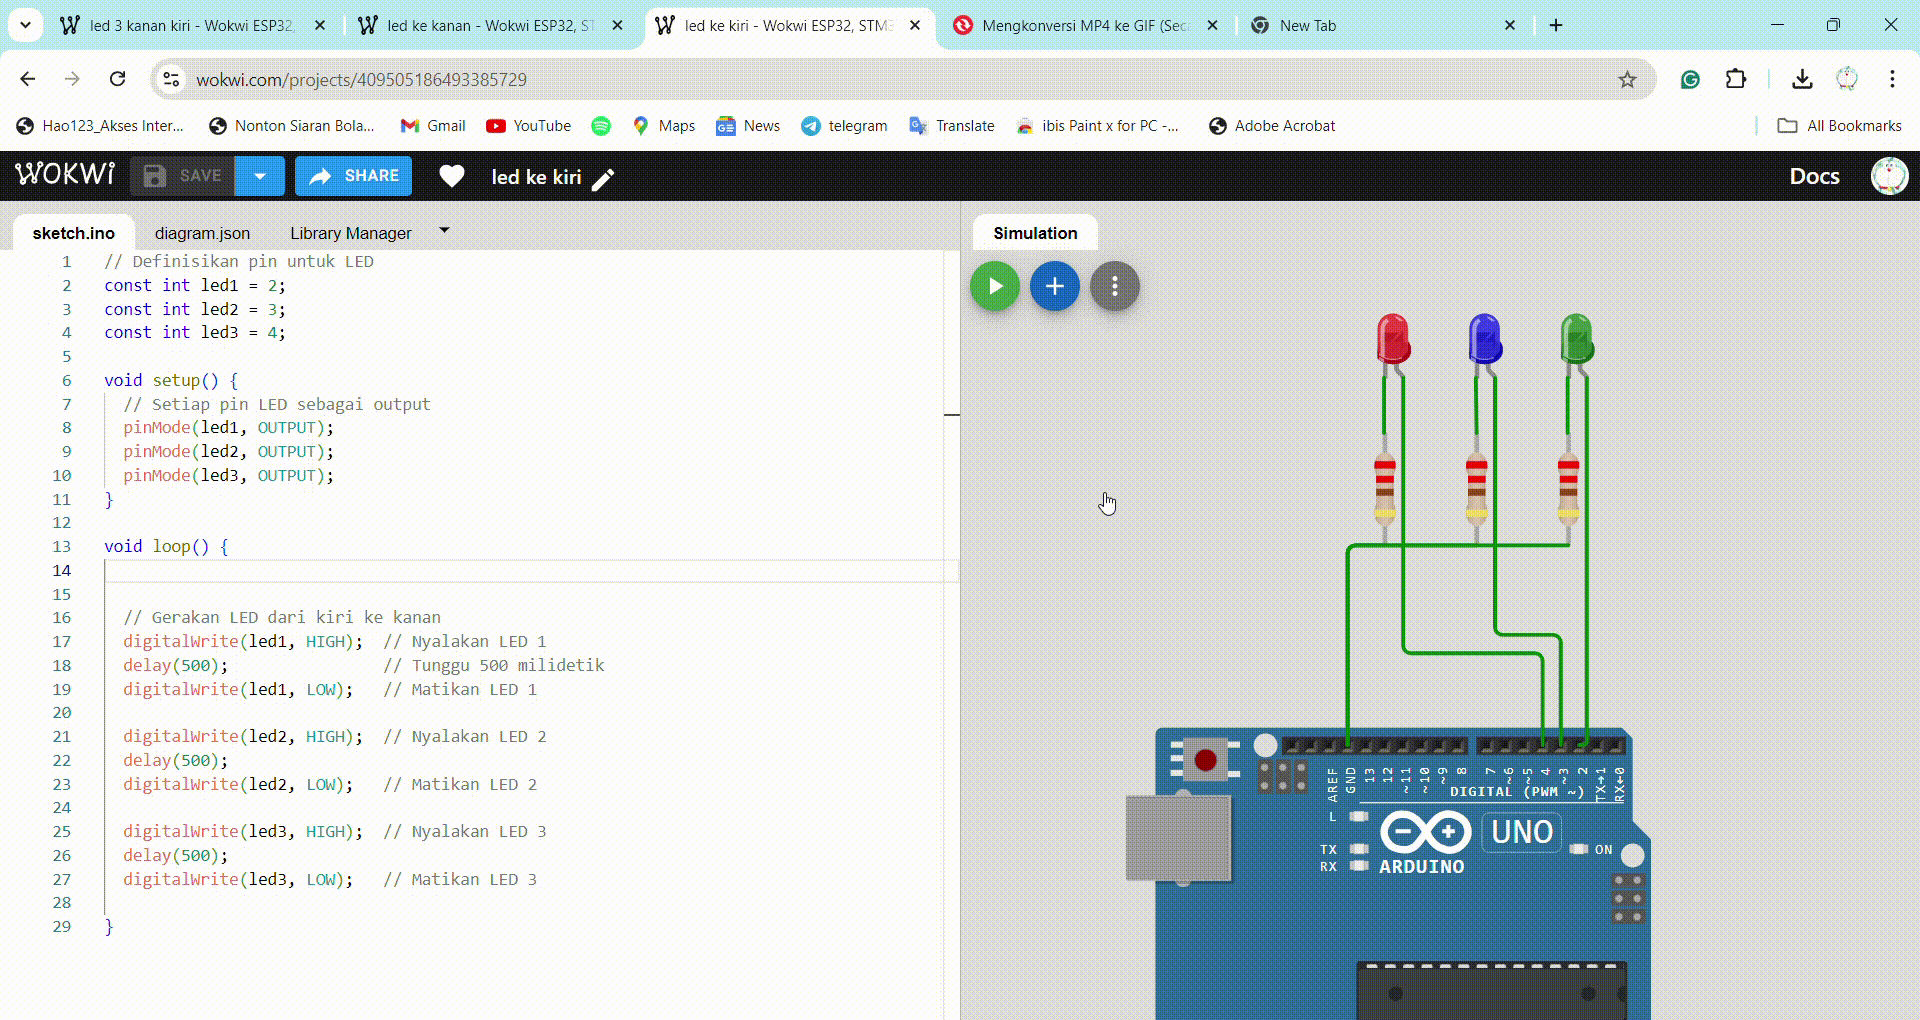 led 3 kanan kiri - Wokwi ESP32,
led ke kanan - Wokwi ESP32, ST
led ke kiri - Wokwi ESP32, STM3
Mengkonversi MP4 ke GIF (Sec
New Tab
wokwi.com/projects/409505186493385729
Hao123_Akses Inter...
Nonton Siaran Bola...
Gmail
YouTube
Maps
News
telegram
Translate
ibis Paint x for PC -...
Adobe Acrobat
All Bookmarks
WOKWi
SAVE
SHARE
led ke kiri
Docs
sketch.ino
diagram.json
Library Manager
Simulation
1 // Definisikan pin untuk LED
2 const int led1 = 2;
3 const int led2 = 3;
4 const int led3 = 4;
5
6 void setup() {
7 // Setiap pin LED sebagai output
8 pinMode(led1, OUTPUT);
9 pinMode(led2, OUTPUT);
10 pinMode(led3, OUTPUT);
11 }
12
13 void loop() {
14
15
16 // Gerakan LED dari kiri ke kanan
17 digitalWrite(led1, HIGH); // Nyalakan LED 1
18 delay(500); // Tunggu 500 milidetik
19 digitalWrite(led1, LOW); // Matikan LED 1
20
21 digitalWrite(led2, HIGH); // Nyalakan LED 2
22 delay(500);
23 digitalWrite(led2, LOW); // Matikan LED 2
24
25 digitalWrite(led3, HIGH); // Nyalakan LED 3
26 delay(500);
27 digitalWrite(led3, LOW); // Matikan LED 3
28
29 }
AREF GND 13 12 ~11 ~10 ~9 8 7 ~6 ~5 4 ~3 2 TX→1 RX←0
DIGITAL (PWM ~)
L
UNO
TX
ON
RX
ARDUINO